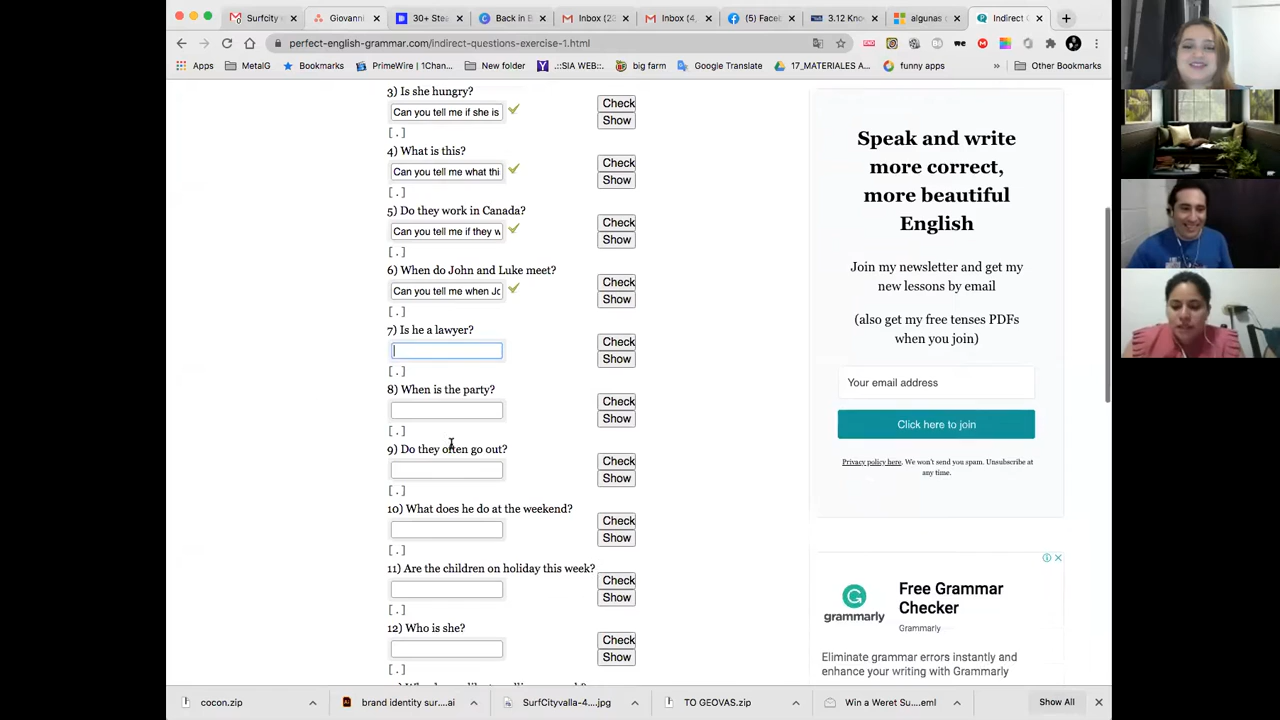 Surfcity vi
Giovanni
30+ Stea
Back in B
Inbox (23
Inbox (4,
(5) Faceb
3.12 Kno
algunas d
Indirect Q
perfect-english-grammar.com/indirect-questions-exercise-1.html
Apps
MetalG
Bookmarks
PrimeWire | 1Chan...
New folder
.::SIA WEB::.
big farm
Google Translate
17_MATERIALES A...
funny apps
Other Bookmarks
3) Is she hungry?
Can you tell me if she is
Check
Show
[ . ]
4) What is this?
Can you tell me what thi
Check
Show
[ . ]
5) Do they work in Canada?
Can you tell me if they w
Check
Show
[ . ]
6) When do John and Luke meet?
Can you tell me when Jo
Check
Show
[ . ]
7) Is he a lawyer?
Check
Show
[ . ]
8) When is the party?
Check
Show
[ . ]
9) Do they often go out?
Check
Show
[ . ]
10) What does he do at the weekend?
Check
Show
[ . ]
11) Are the children on holiday this week?
Check
Show
[ . ]
12) Who is she?
Check
Show
[ . ]
Speak and write
more correct,
more beautiful
English
Join my newsletter and get my
new lessons by email
(also get my free tenses PDFs
when you join)
Your email address
Click here to join
Privacy policy here. We won't send you spam. Unsubscribe at
any time.
Free Grammar
Checker
Grammarly
grammarly
Eliminate grammar errors instantly and
enhance your writing with Grammarly
cocon.zip
brand identity sur....ai
SurfCityvalla-4....jpg
TO GEOVAS.zip
Win a Weret Su....eml
Show All